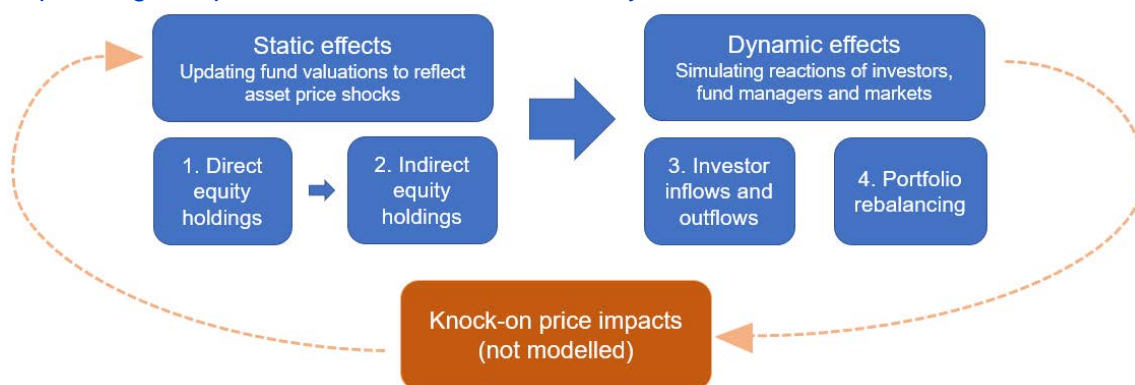 Static effects
Updating fund valuations to reflect
asset price shocks
Dynamic effects
Simulating reactions of investors,
fund managers and markets
1. Direct
equity
holdings
2. Indirect
equity
holdings
3. Investor
inflows and
outflows
4. Portfolio
rebalancing
Knock-on price impacts
(not modelled)